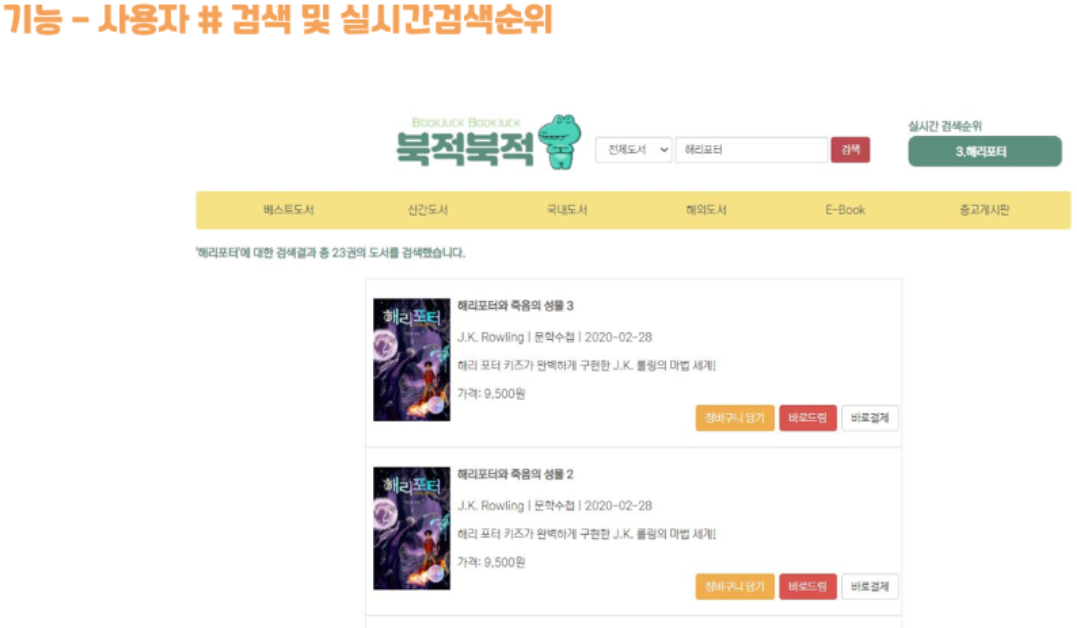 기능 - 사용자 # 검색 및 실시간검색순위
BOOKJUCK BOOKJUCK
북적북적
전체도서
해리포터
검색
실시간 검색순위
3.해리포터
베스트도서 신간도서 국내도서 해외도서 E-Book 중고게시판
'해리포터'에 대한 검색결과 총 23권의 도서를 검색했습니다.
해리포터
해리포터와 죽음의 성물 3
J.K. Rowling | 문학수첩 | 2020-02-28
해리 포터 키즈가 완벽하게 구현한 J.K. 롤링의 마법 세계!
가격: 9,500원
장바구니 담기 바로드림 바로결제
해리포터
해리포터와 죽음의 성물 2
J.K. Rowling | 문학수첩 | 2020-02-28
해리 포터 키즈가 완벽하게 구현한 J.K. 롤링의 마법 세계!
가격: 9,500원
장바구니 담기 바로드림 바로결제